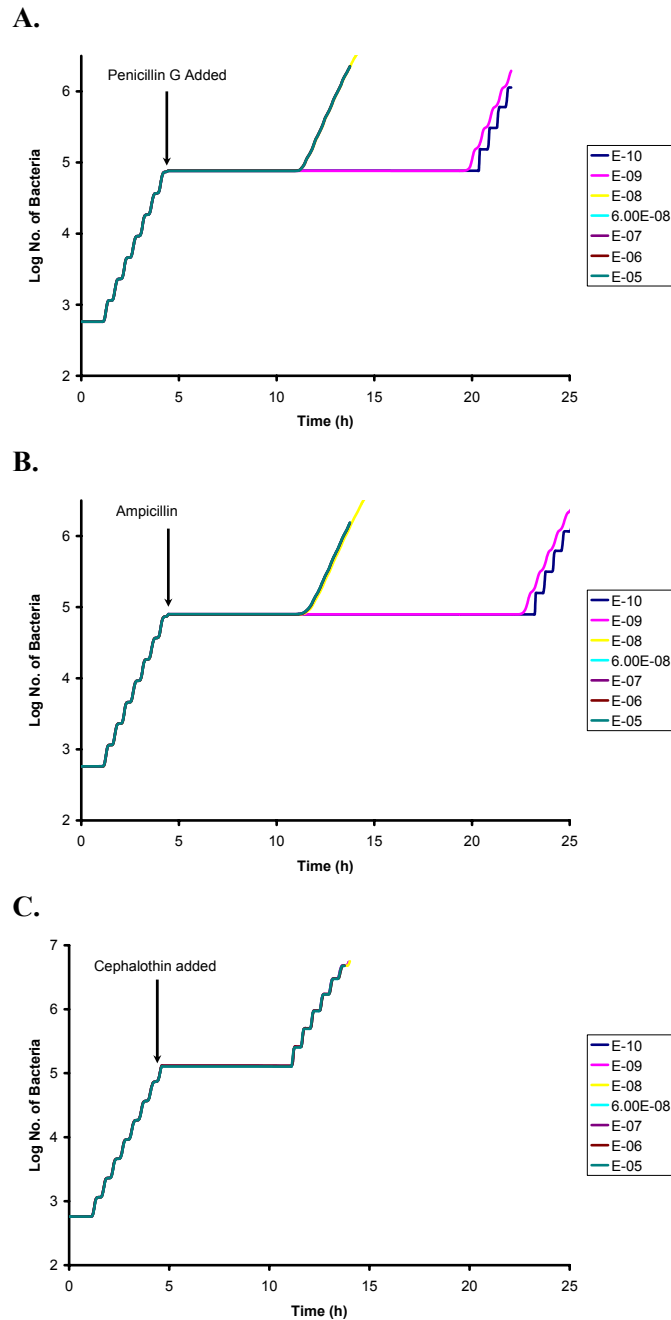 A.
Penicillin G Added
Log No. of Bacteria
6
5
4
3
2
0 5 10 15 20 25
Time (h)
E-10
E-09
E-08
6.00E-08
E-07
E-06
E-05
B.
Ampicillin
Log No. of Bacteria
6
5
4
3
2
0 5 10 15 20 25
Time (h)
E-10
E-09
E-08
6.00E-08
E-07
E-06
E-05
C.
Cephalothin added
Log No. of Bacteria
7
6
5
4
3
2
0 5 10 15 20 25
Time (h)
E-10
E-09
E-08
6.00E-08
E-07
E-06
E-05